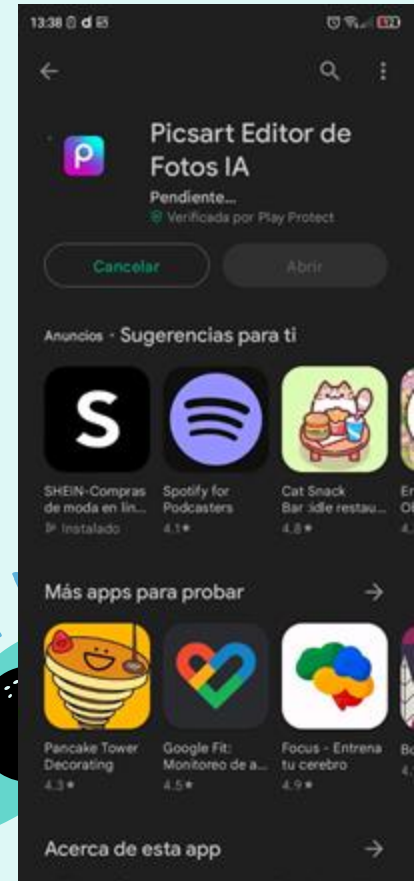 13:38
Picsart Editor de
Fotos IA
Pendiente...
Verificada por Play Protect
Cancelar
Abrir
Anuncios · Sugerencias para ti
S
SHEIN-Compras
de moda en lín...
Instalado
Spotify for
Podcasters
4.1★
Cat Snack
Bar :idle restau...
4.8★
Más apps para probar
Pancake Tower
Decorating
4.3★
Google Fit:
Monitoreo de a...
4.5★
Focus - Entrena
tu cerebro
4.9★
Acerca de esta app